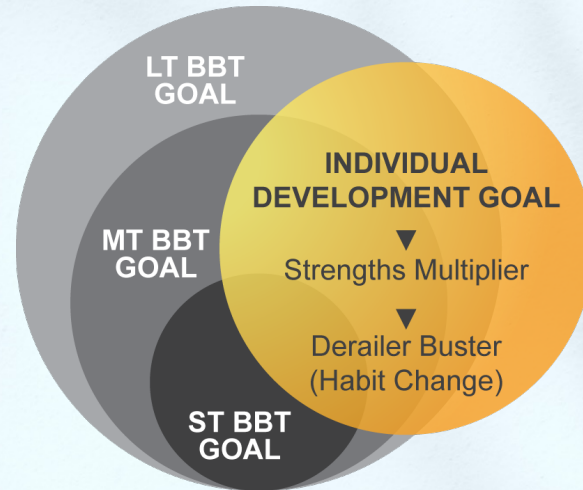 LT BBT
GOAL
MT BBT
GOAL
ST BBT
GOAL
INDIVIDUAL
DEVELOPMENT GOAL
Strengths Multiplier
Derailer Buster
(Habit Change)